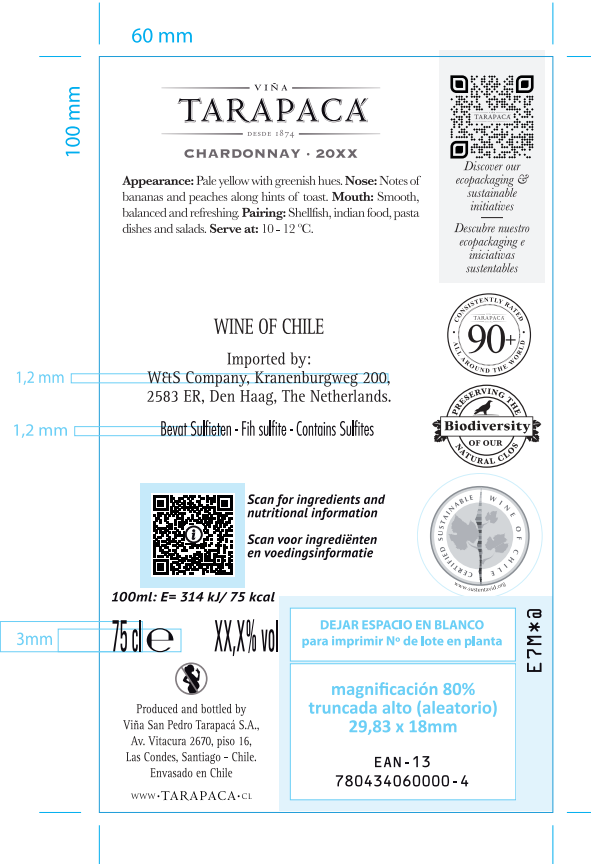 60 mm
100 mm
VIÑA
TARAPACÁ
DESDE 1874
CHARDONNAY · 20XX
Appearance: Pale yellow with greenish hues. Nose: Notes of
bananas and peaches along hints of toast. Mouth: Smooth,
balanced and refreshing. Pairing: Shellfish, indian food, pasta
dishes and salads. Serve at: 10 - 12 ºC.
TARAPACÁ
Discover our
ecopackaging &
sustainable
initiatives
Descubre nuestro
ecopackaging e
iniciativas
sustentables
WINE OF CHILE
Imported by:
1,2 mm
W&S Company, Kranenburgweg 200,
2583 ER, Den Haag, The Netherlands.
1,2 mm
Bevat Sulfieten - Fih sulfite - Contains Sulfites
CONSISTENTLY RATED
TARAPACÁ
90+
ALL AROUND THE WORLD
PRESERVING THE
Biodiversity
OF OUR
NATURAL CLOS
Scan for ingredients and
nutritional information
Scan voor ingrediënten
en voedingsinformatie
CERTIFIED SUSTAINABLE WINE OF CHILE
www.sustentavid.org
100ml: E= 314 kJ/ 75 kcal
3mm
75 cl e
XX,X% vol
DEJAR ESPACIO EN BLANCO
para imprimir Nº de lote en planta
E7M*@
magnificación 80%
truncada alto (aleatorio)
29,83 x 18mm
EAN-13
780434060000-4
Produced and bottled by
Viña San Pedro Tarapacá S.A.,
Av. Vitacura 2670, piso 16,
Las Condes, Santiago - Chile.
Envasado en Chile
WWW·TARAPACA·CL